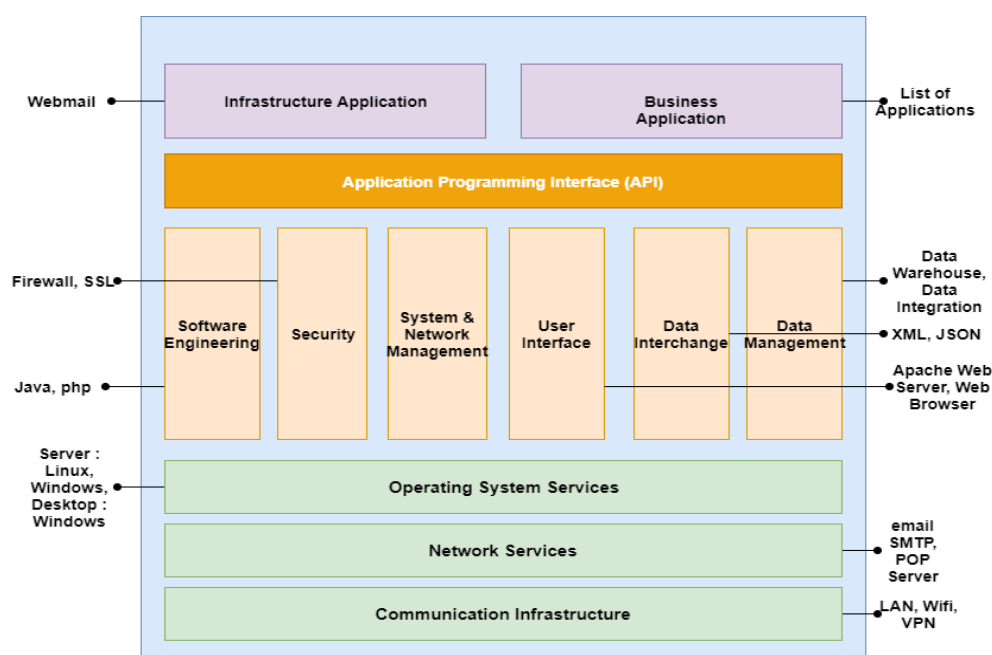 Webmail
Infrastructure Application
Business
Application
List of
Applications
Application Programming Interface (API)
Firewall, SSL
Java, php
Software
Engineering
Security
System &
Network
Management
User
Interface
Data
Interchange
Data
Management
Data
Warehouse,
Data
Integration
XML, JSON
Apache Web
Server, Web
Browser
Server :
Linux,
Windows,
Desktop :
Windows
Operating System Services
Network Services
email
SMTP,
POP
Server
Communication Infrastructure
LAN, Wifi,
VPN